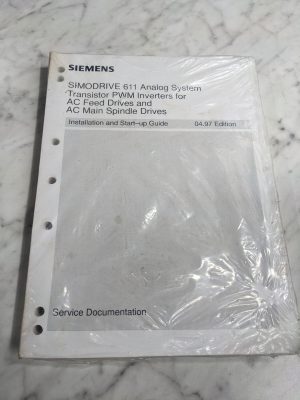 SIEMENS
SIMODRIVE 611 Analog System
Transistor PWM Inverters for
AC Feed Drives and
AC Main Spindle Drives
Installation and Start-up Guide 04.97 Edition
Service Documentation